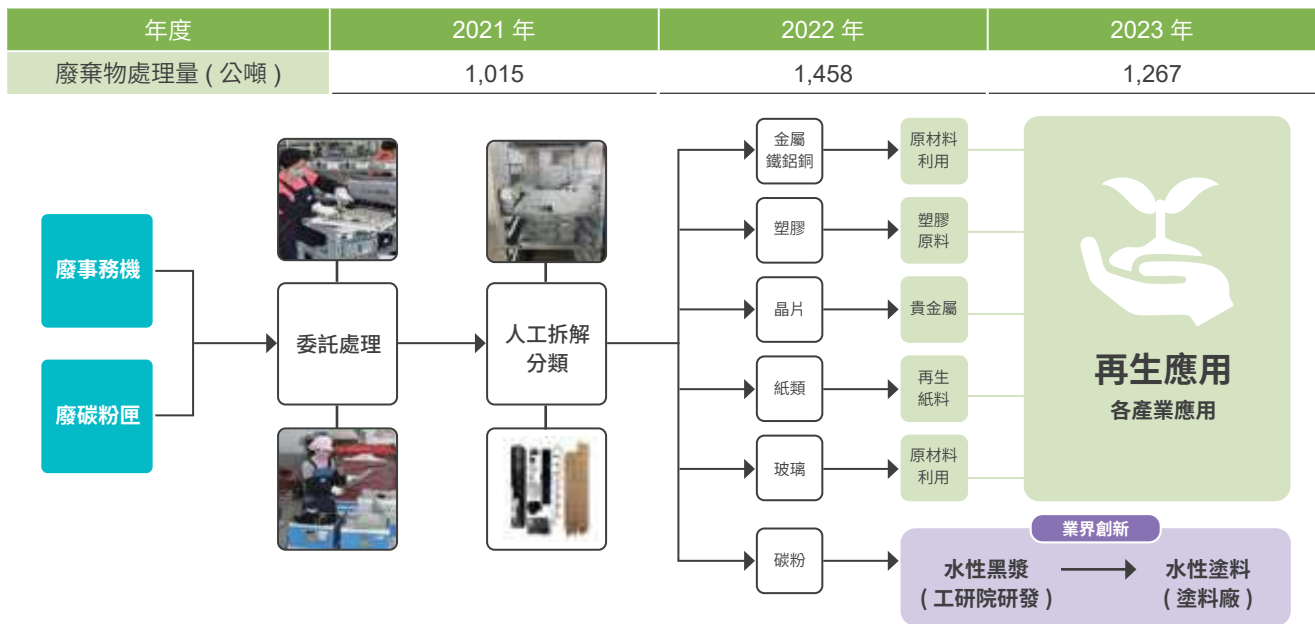 年度 2021 年 2022 年 2023 年
廢棄物處理量 ( 公噸 ) 1,015 1,458 1,267
廢事務機
廢碳粉匣
委託處理
人工拆解
分類
金屬
鐵鋁銅
原材料
利用
塑膠
塑膠
原料
晶片
貴金屬
紙類
再生
紙料
玻璃
原材料
利用
碳粉
再生應用
各產業應用
業界創新
水性黑漿
( 工研院研發 )
水性塗料
( 塗料廠 )